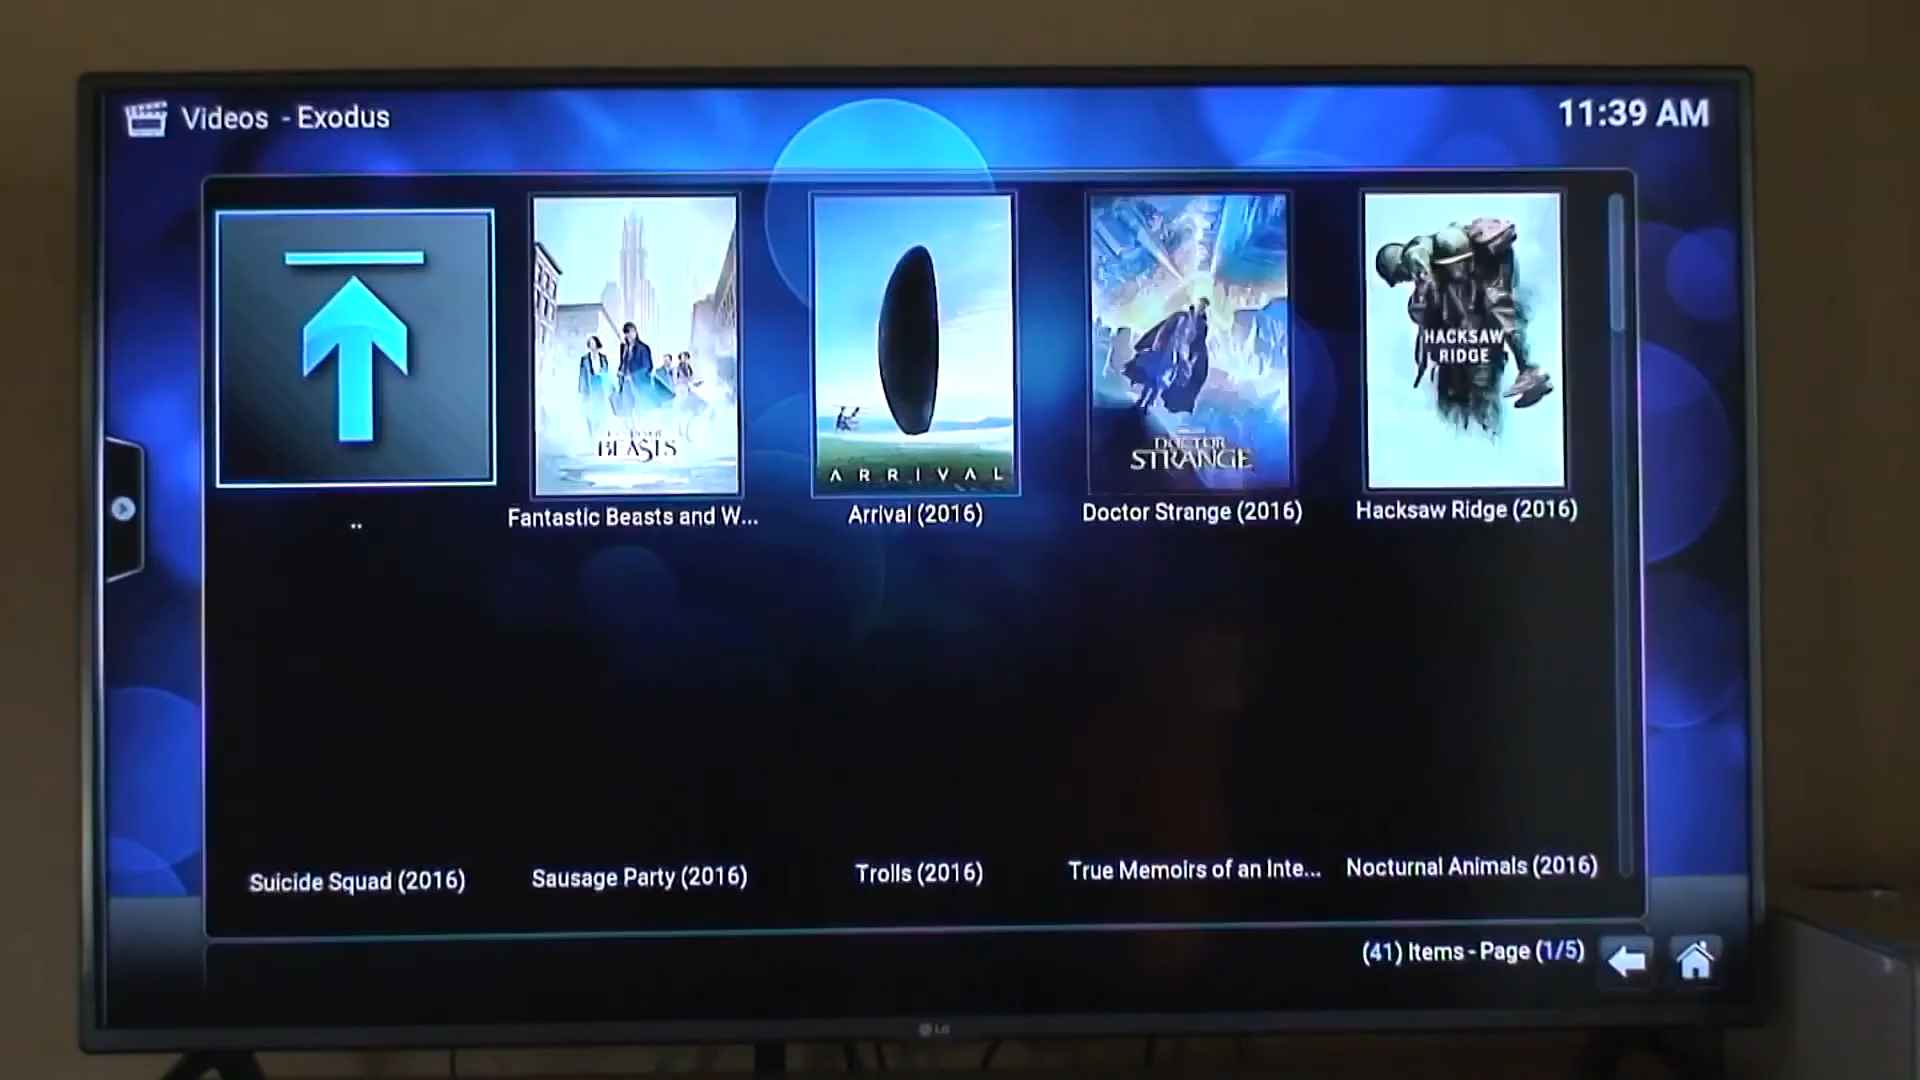 Videos - Exodus
11:39 AM
BEASTS
ARRIVAL
DOCTOR
STRANGE
HACKSAW
RIDGE
..
Fantastic Beasts and W...
Arrival (2016)
Doctor Strange (2016)
Hacksaw Ridge (2016)
Suicide Squad (2016)
Sausage Party (2016)
Trolls (2016)
True Memoirs of an Inte...
Nocturnal Animals (2016)
(41) Items - Page (1/5)
LG